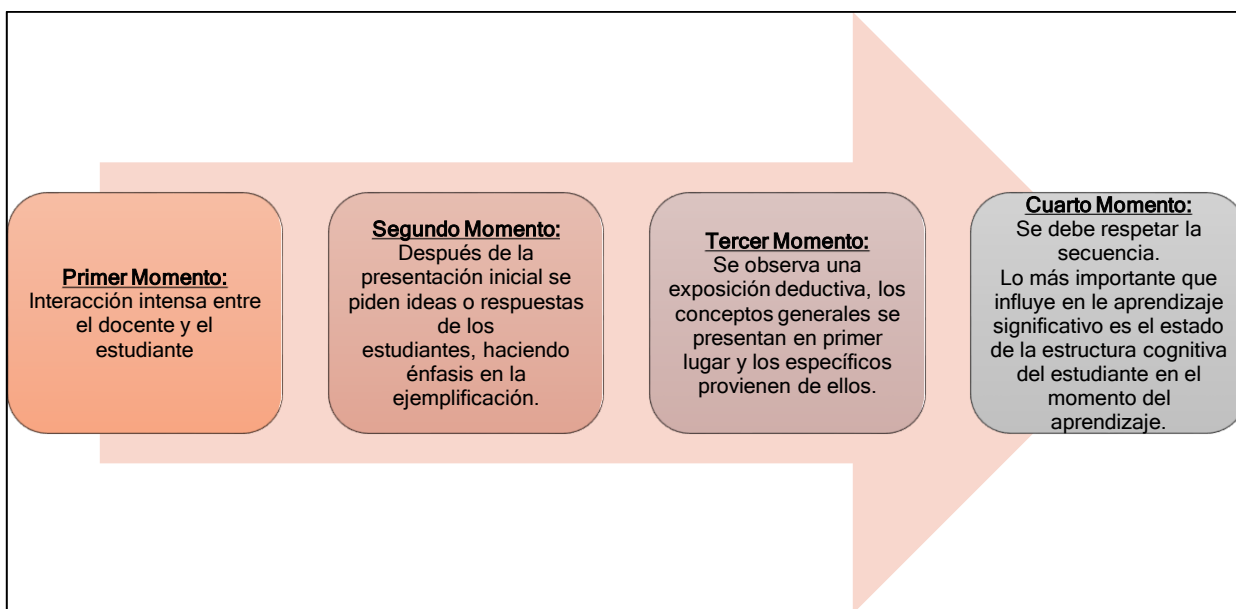 Primer Momento:
Interacción intensa entre
el docente y el
estudiante
Segundo Momento:
Después de la
presentación inicial se
piden ideas o respuestas
de los
estudiantes, haciendo
énfasis en la
ejemplificación.
Tercer Momento:
Se observa una
exposición deductiva, los
conceptos generales se
presentan en primer
lugar y los específicos
provienen de ellos.
Cuarto Momento:
Se debe respetar la
secuencia.
Lo más importante que
influye en le aprendizaje
significativo es el estado
de la estructura cognitiva
del estudiante en el
momento del
aprendizaje.